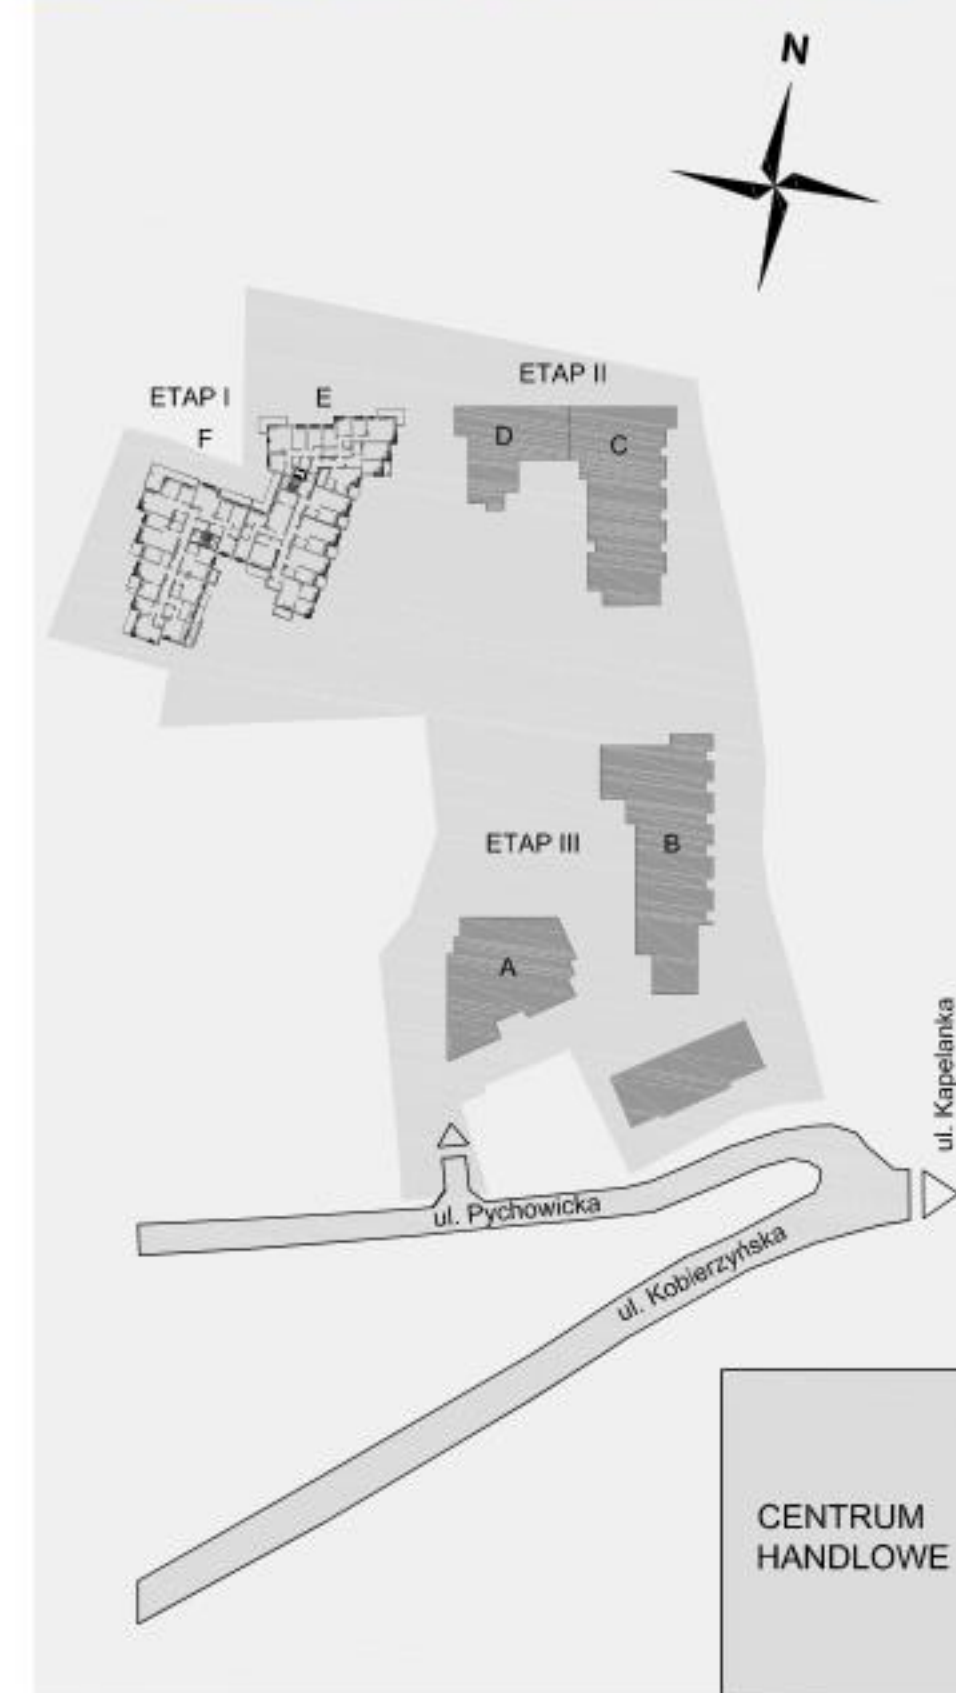 N
ETAP II
ETAP I
E
F
D
C
ETAP III
B
A
ul. Kapelanka
ul. Pychowicka
ul. Kobierzyńska
CENTRUM
HANDLOWE